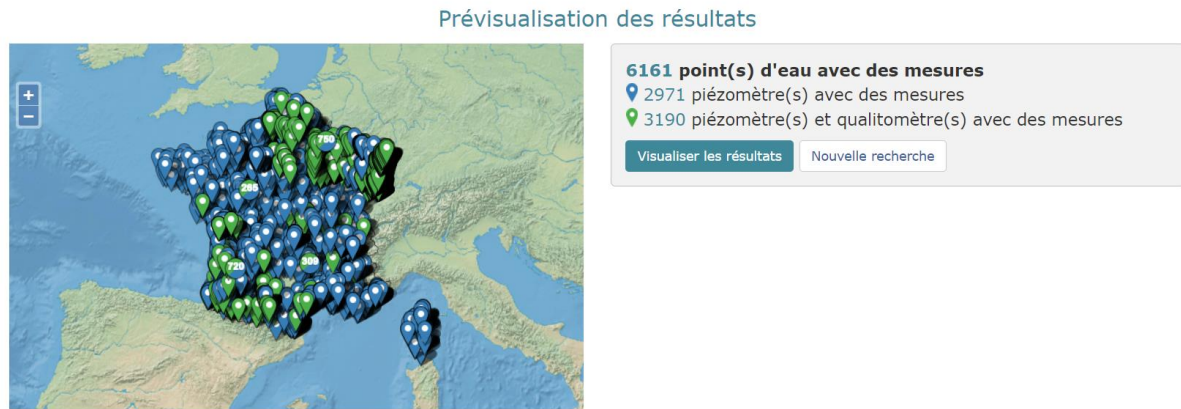 Prévisualisation des résultats
+
−
750
285
720
309
6161 point(s) d'eau avec des mesures
2971 piézomètre(s) avec des mesures
3190 piézomètre(s) et qualitomètre(s) avec des mesures
Visualiser les résultats
Nouvelle recherche